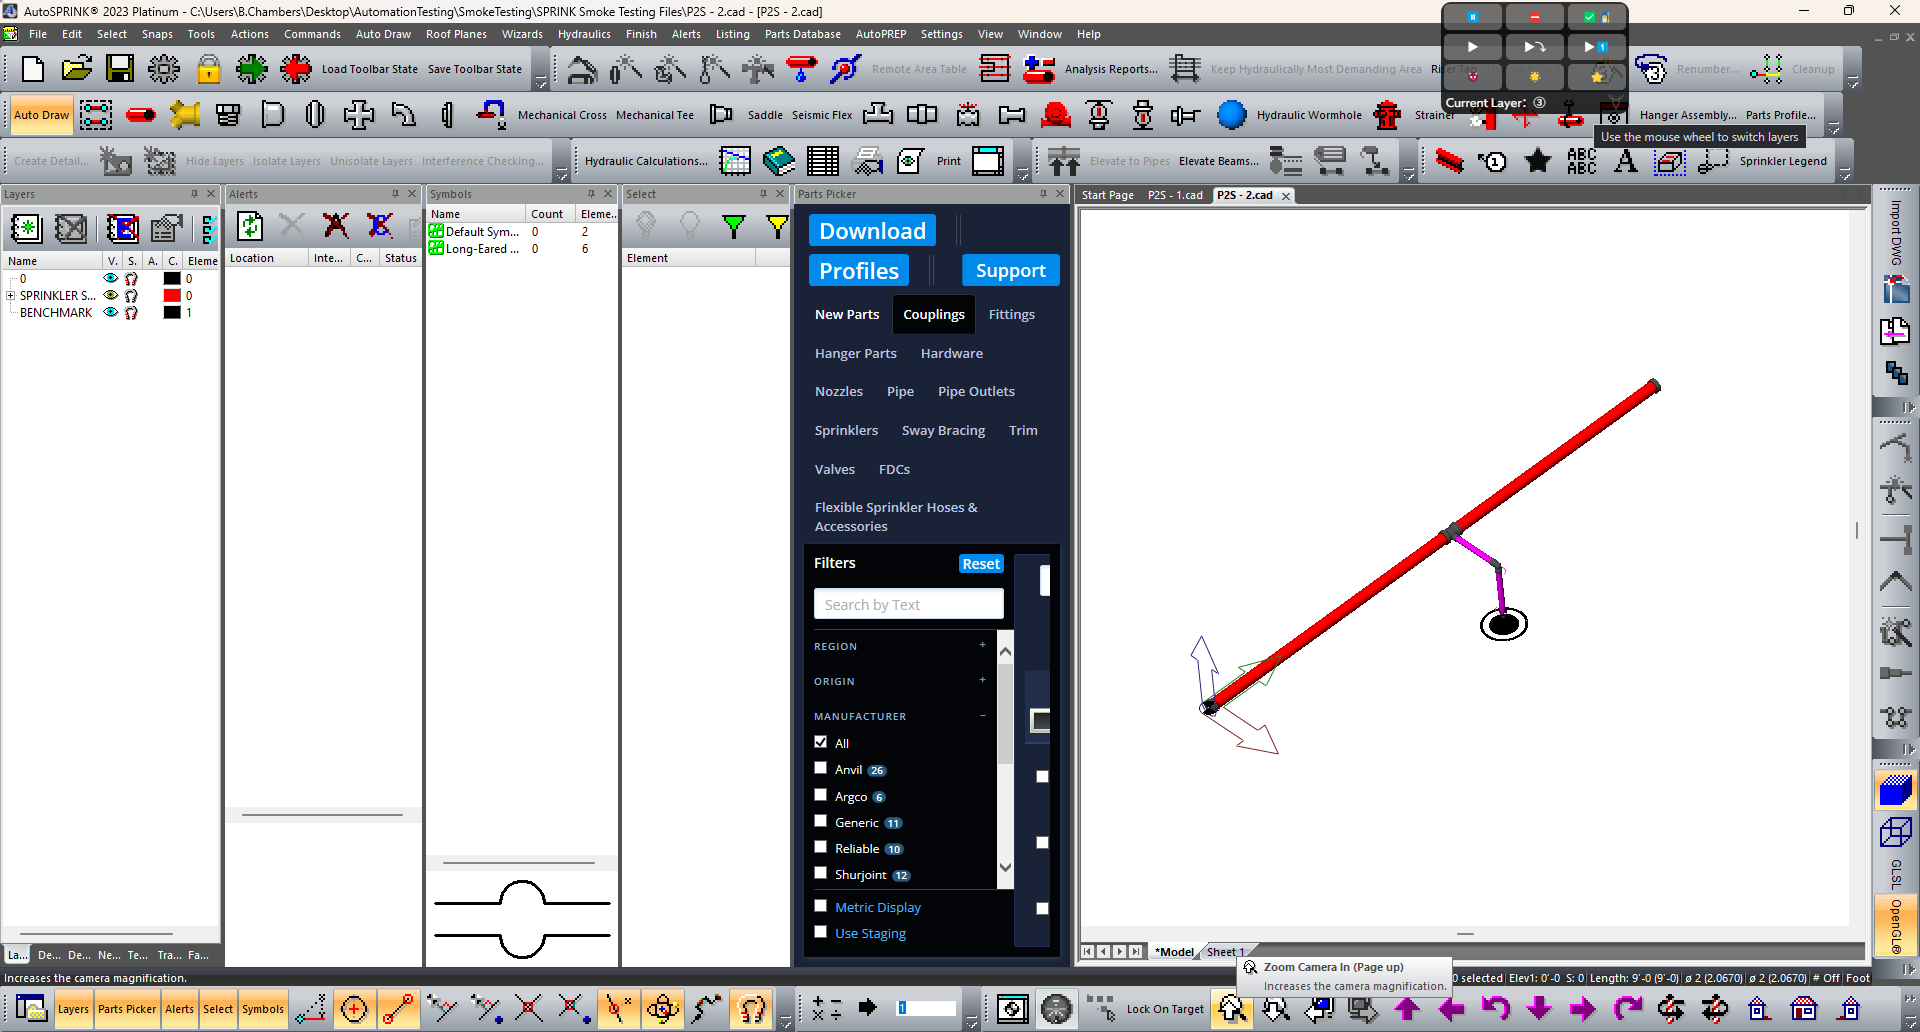 AutoSPRINK® 2023 Platinum - C:\Users\B.Chambers\Desktop\AutomationTesting\SmokeTesting\SPRINK Smoke Testing Files\P2S - 2.cad - [P2S - 2.cad]
File Edit Select Snaps Tools Actions Commands Auto Draw Roof Planes Wizards Hydraulics Finish Alerts Listing Parts Database AutoPREP Settings View Window Help
Load Toolbar State Save Toolbar State Remote Area Table Analysis Reports... Keep Hydraulically Most Demanding Area Renumber... Cleanup
Current Layer: ③
Auto Draw Mechanical Cross Mechanical Tee Saddle Seismic Flex Hydraulic Wormhole Strainer Hanger Assembly... Parts Profile...
Use the mouse wheel to switch layers
Create Detail... Hide Layers Isolate Layers Unisolate Layers Interference Checking... Hydraulic Calculations... Print Elevate to Pipes Elevate Beams... ABC ABC Sprinkler Legend
Layers Alerts Symbols Select Parts Picker Start Page P2S - 1.cad P2S - 2.cad
Name V. S. A. C. Eleme
0 0
SPRINKLER S... 0
BENCHMARK 1
Location Inte... C... Status
Name Count Eleme...
Default Sym... 0 2
Long-Eared ... 0 6
Element
Download
Profiles Support
New Parts Couplings Fittings
Hanger Parts Hardware
Nozzles Pipe Pipe Outlets
Sprinklers Sway Bracing Trim
Valves FDCs
Flexible Sprinkler Hoses &
Accessories
Filters Reset
Search by Text
REGION +
ORIGIN +
MANUFACTURER −
All
Anvil 26
Argco 6
Generic 11
Reliable 10
Shurjoint 12
Metric Display
Use Staging
Import DWG
GLSL
OpenGL®
La... De... De... Ne... Te... Tra... Fa...
*Model Sheet 1
Zoom Camera In (Page up)
Increases the camera magnification.
Increases the camera magnification.
0 selected Elev1: 0'-0 S: 0 Length: 9'-0 (9'-0) ø 2 (2.0670) ø 2 (2.0670) # Off Foot
Layers Parts Picker Alerts Select Symbols 1 Lock On Target